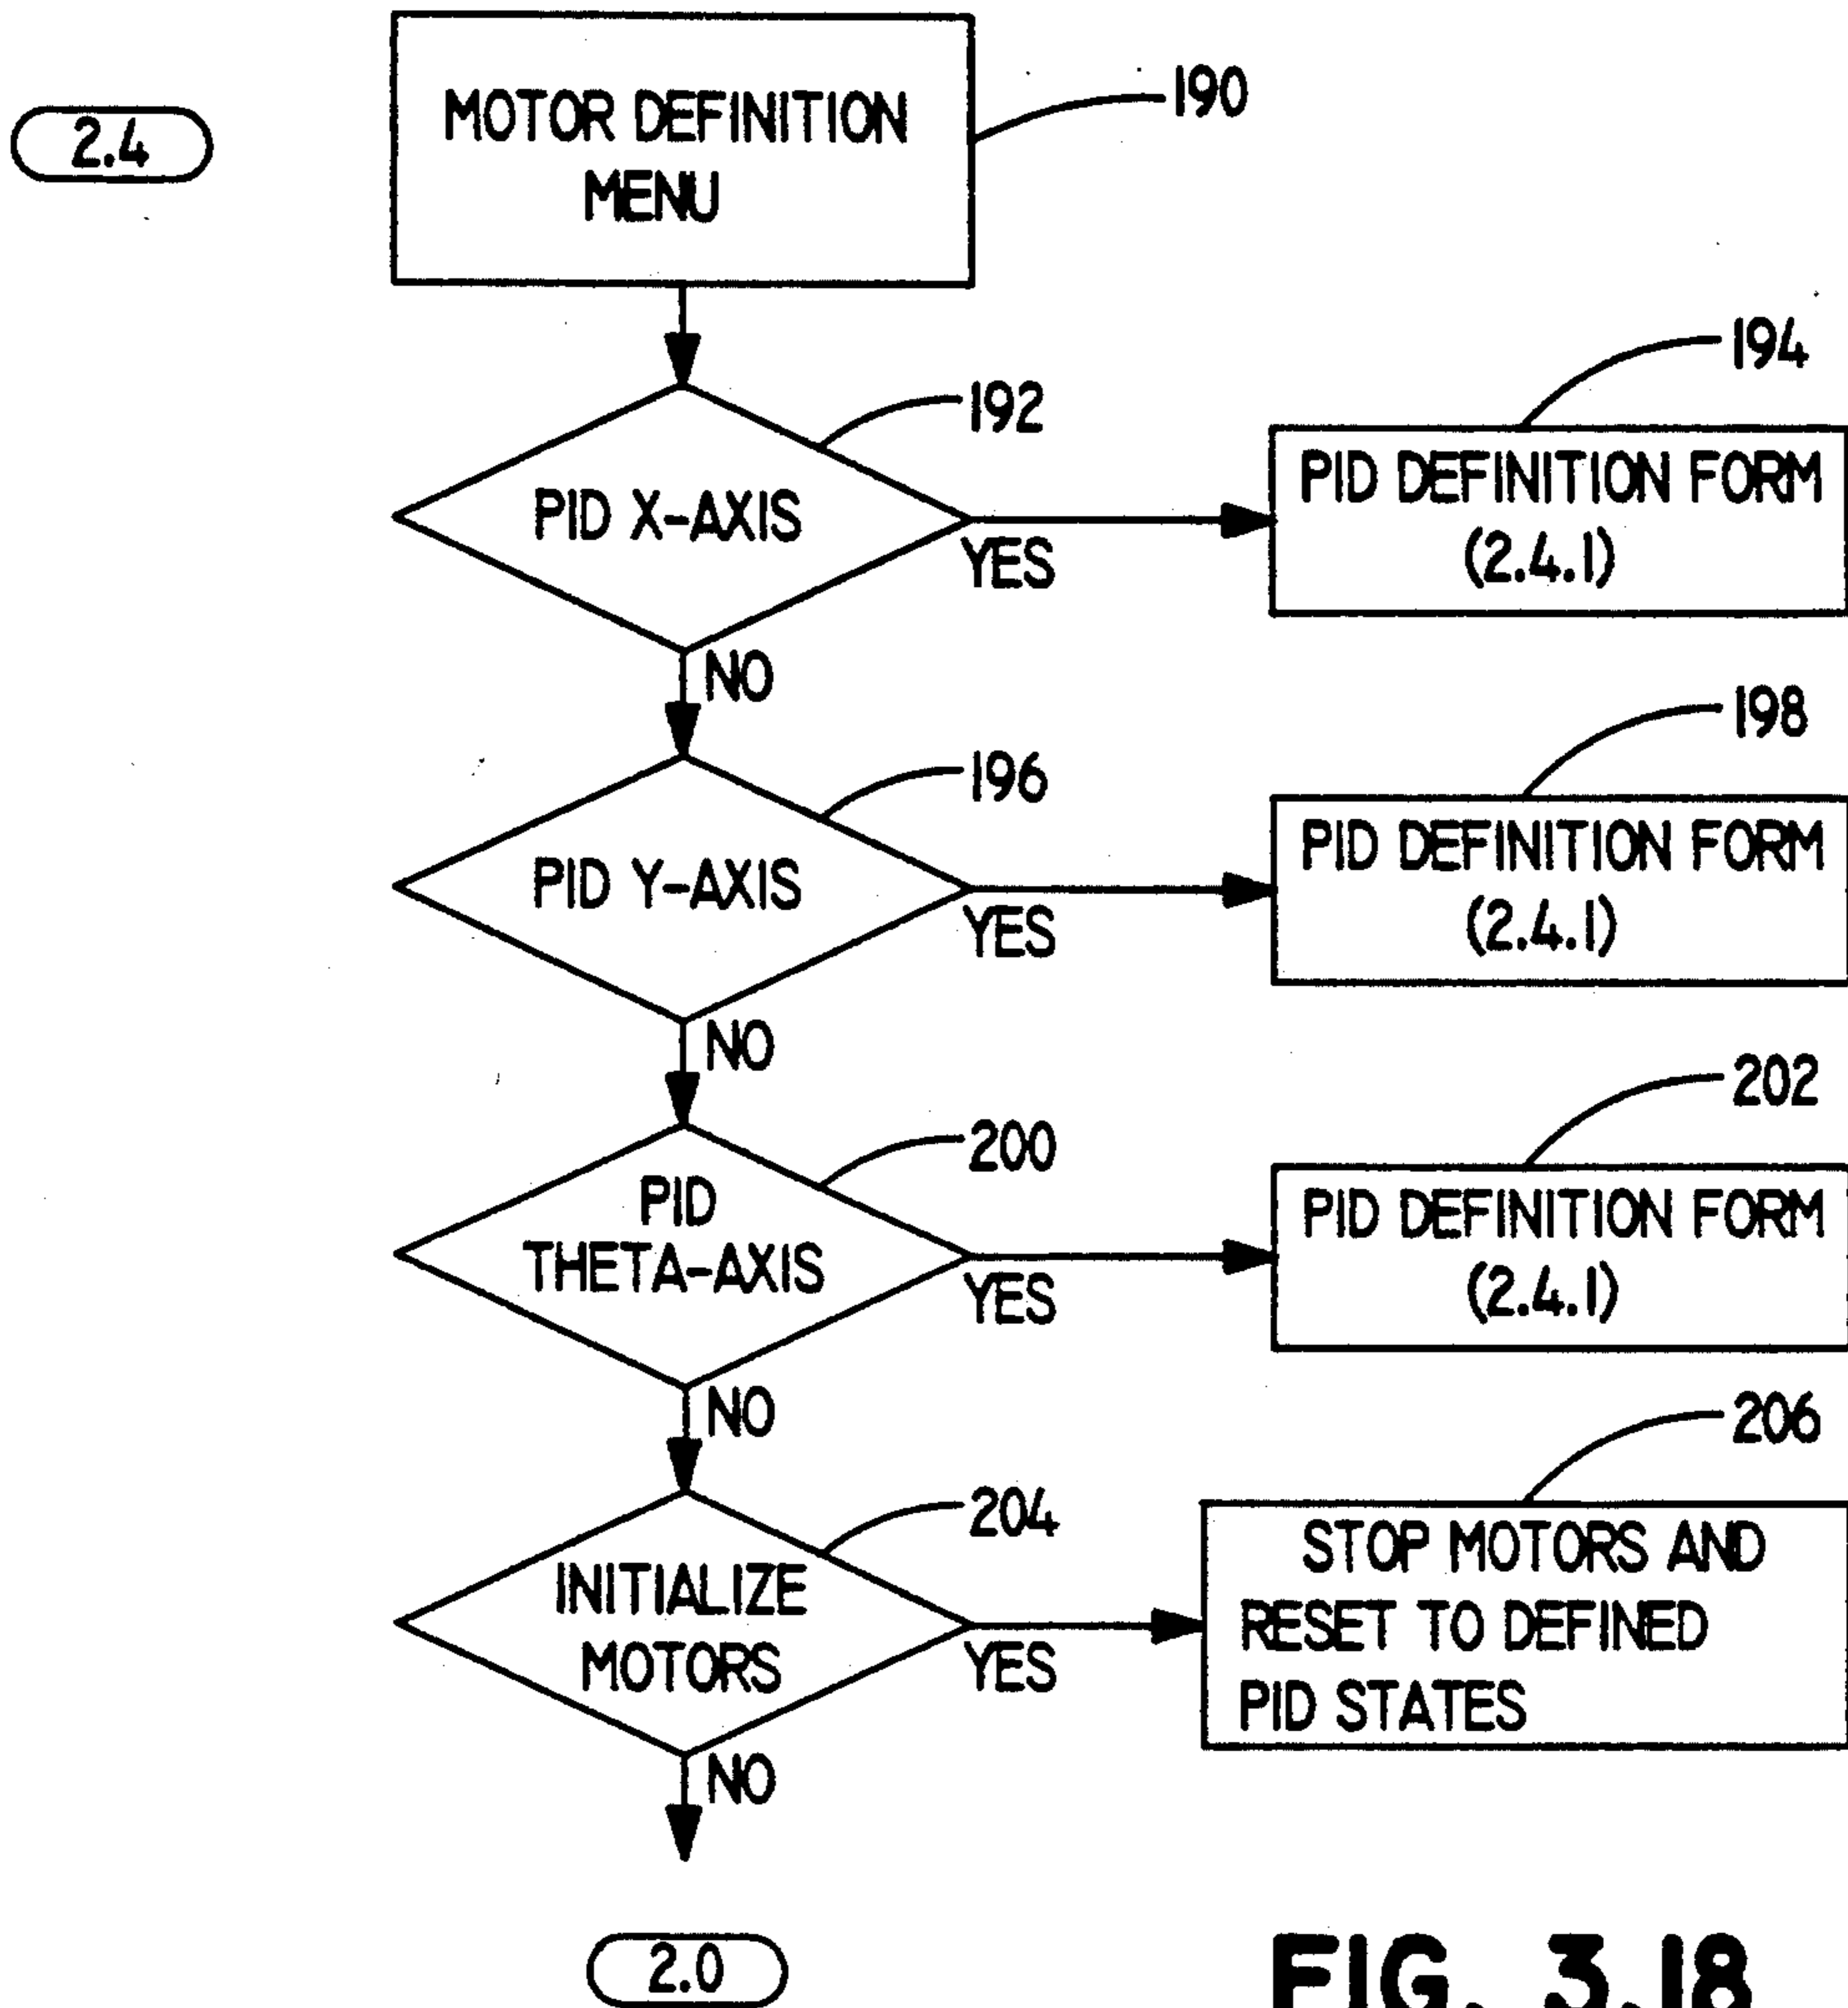 2.4
MOTOR DEFINITION
MENU
190
192
PID X-AXIS
YES
NO
194
PID DEFINITION FORM
(2.4.1)
196
PID Y-AXIS
YES
NO
198
PID DEFINITION FORM
(2.4.1)
200
PID
THETA-AXIS
YES
NO
202
PID DEFINITION FORM
(2.4.1)
204
INITIALIZE
MOTORS
YES
NO
206
STOP MOTORS AND
RESET TO DEFINED
PID STATES
2.0
FIG. 3.18